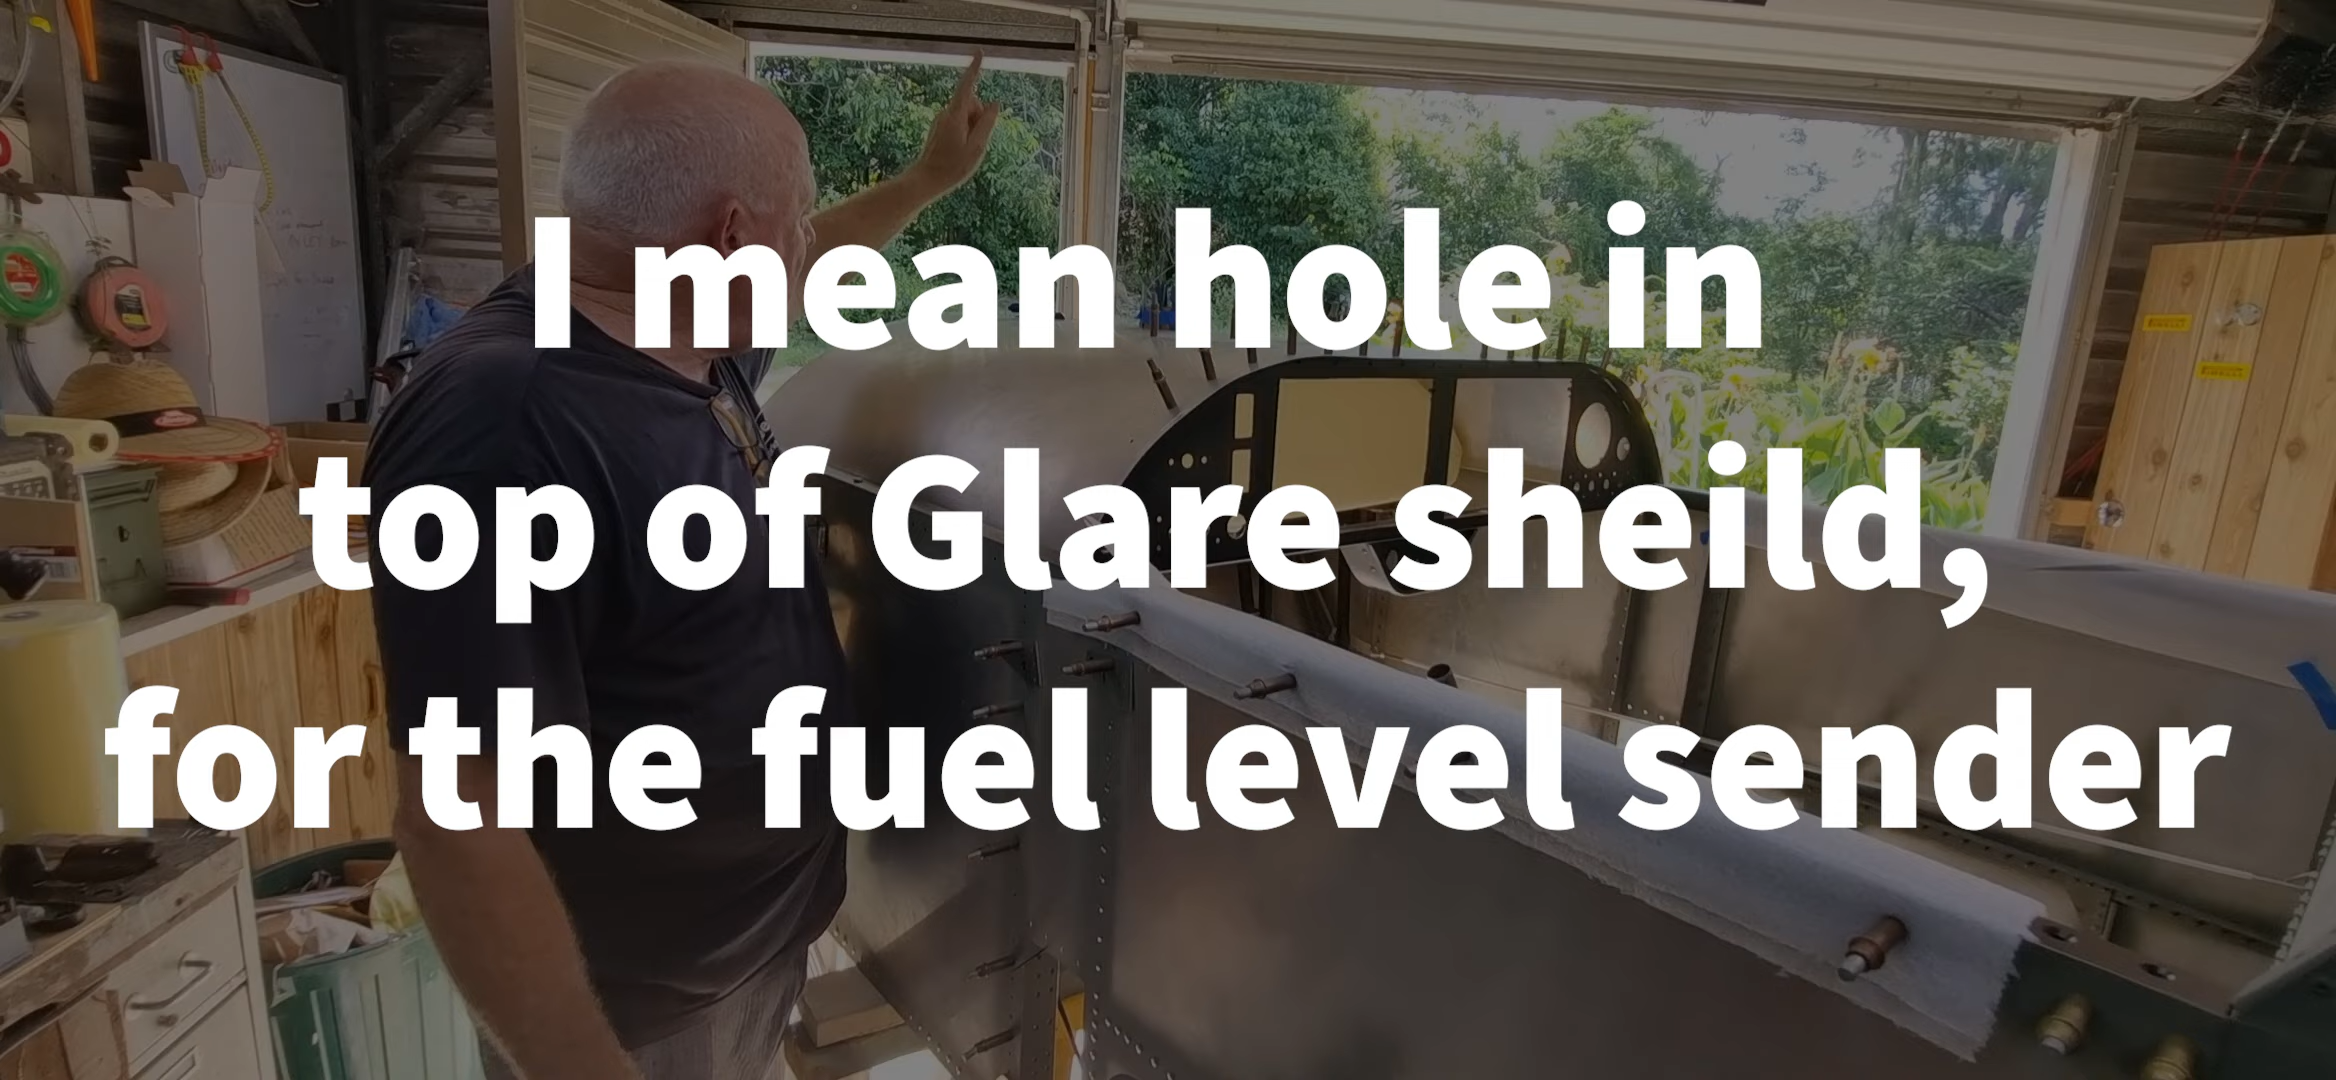 I mean hole in
top of Glare sheild,
for the fuel level sender